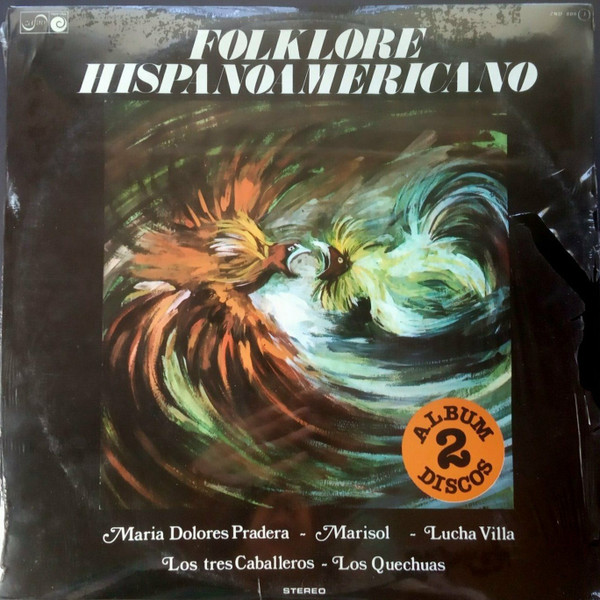 FOLKLORE
HISPANOAMERICANO
ALBUM
2
DISCOS
Maria Dolores Pradera - Marisol - Lucha Villa
Los tres Caballeros - Los Quechuas
STEREO